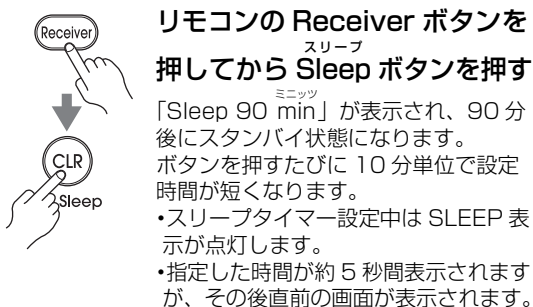 Receiver
CLR
Sleep
リモコンの Receiver ボタンを
スリープ
押してから Sleep ボタンを押す
ミニッツ
「Sleep 90 min」が表示され、90 分
後にスタンバイ状態になります。
ボタンを押すたびに 10 分単位で設定
時間が短くなります。
•スリープタイマー設定中は SLEEP 表
示が点灯します。
•指定した時間が約 5 秒間表示されます
が、その後直前の画面が表示されます。